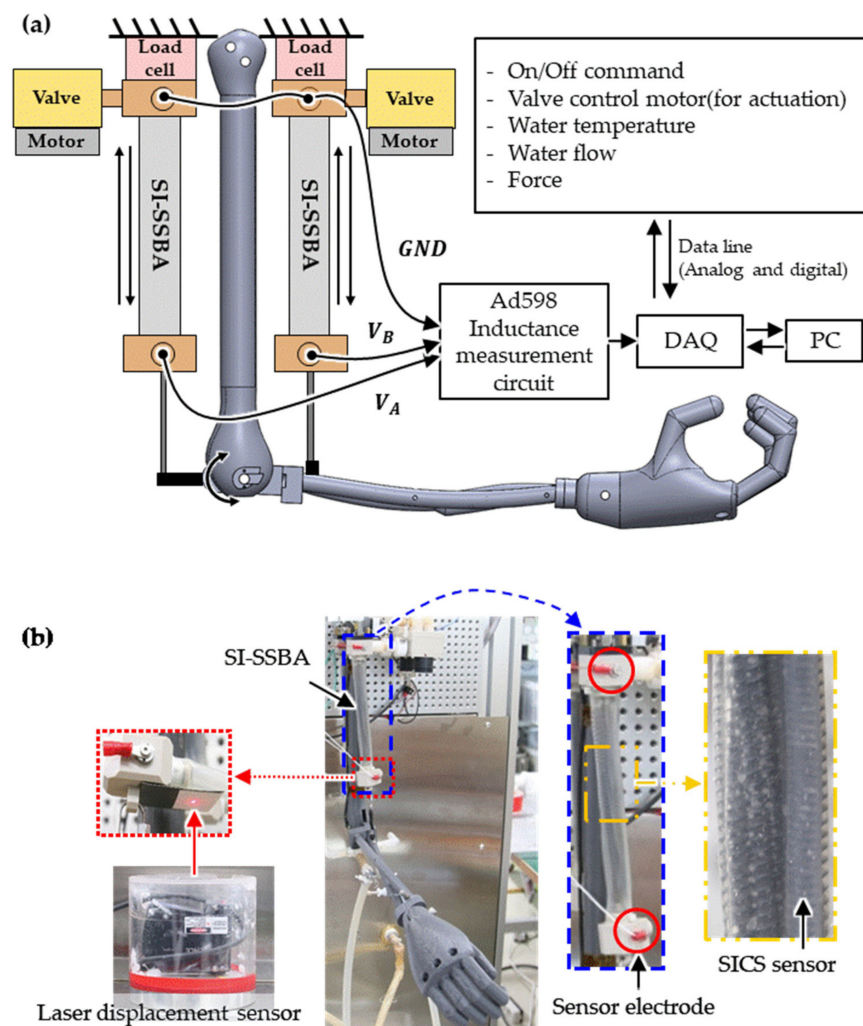 (a)
Load
cell
Load
cell
Valve
Motor
Valve
Motor
SI-SSBA
SI-SSBA
- On/Off command
- Valve control motor(for actuation)
- Water temperature
- Water flow
- Force
GND
V_B
V_A
Data line
(Analog and digital)
Ad598
Inductance
measurement
circuit
DAQ
PC
(b)
SI-SSBA
Laser displacement sensor
Sensor electrode
SICS sensor